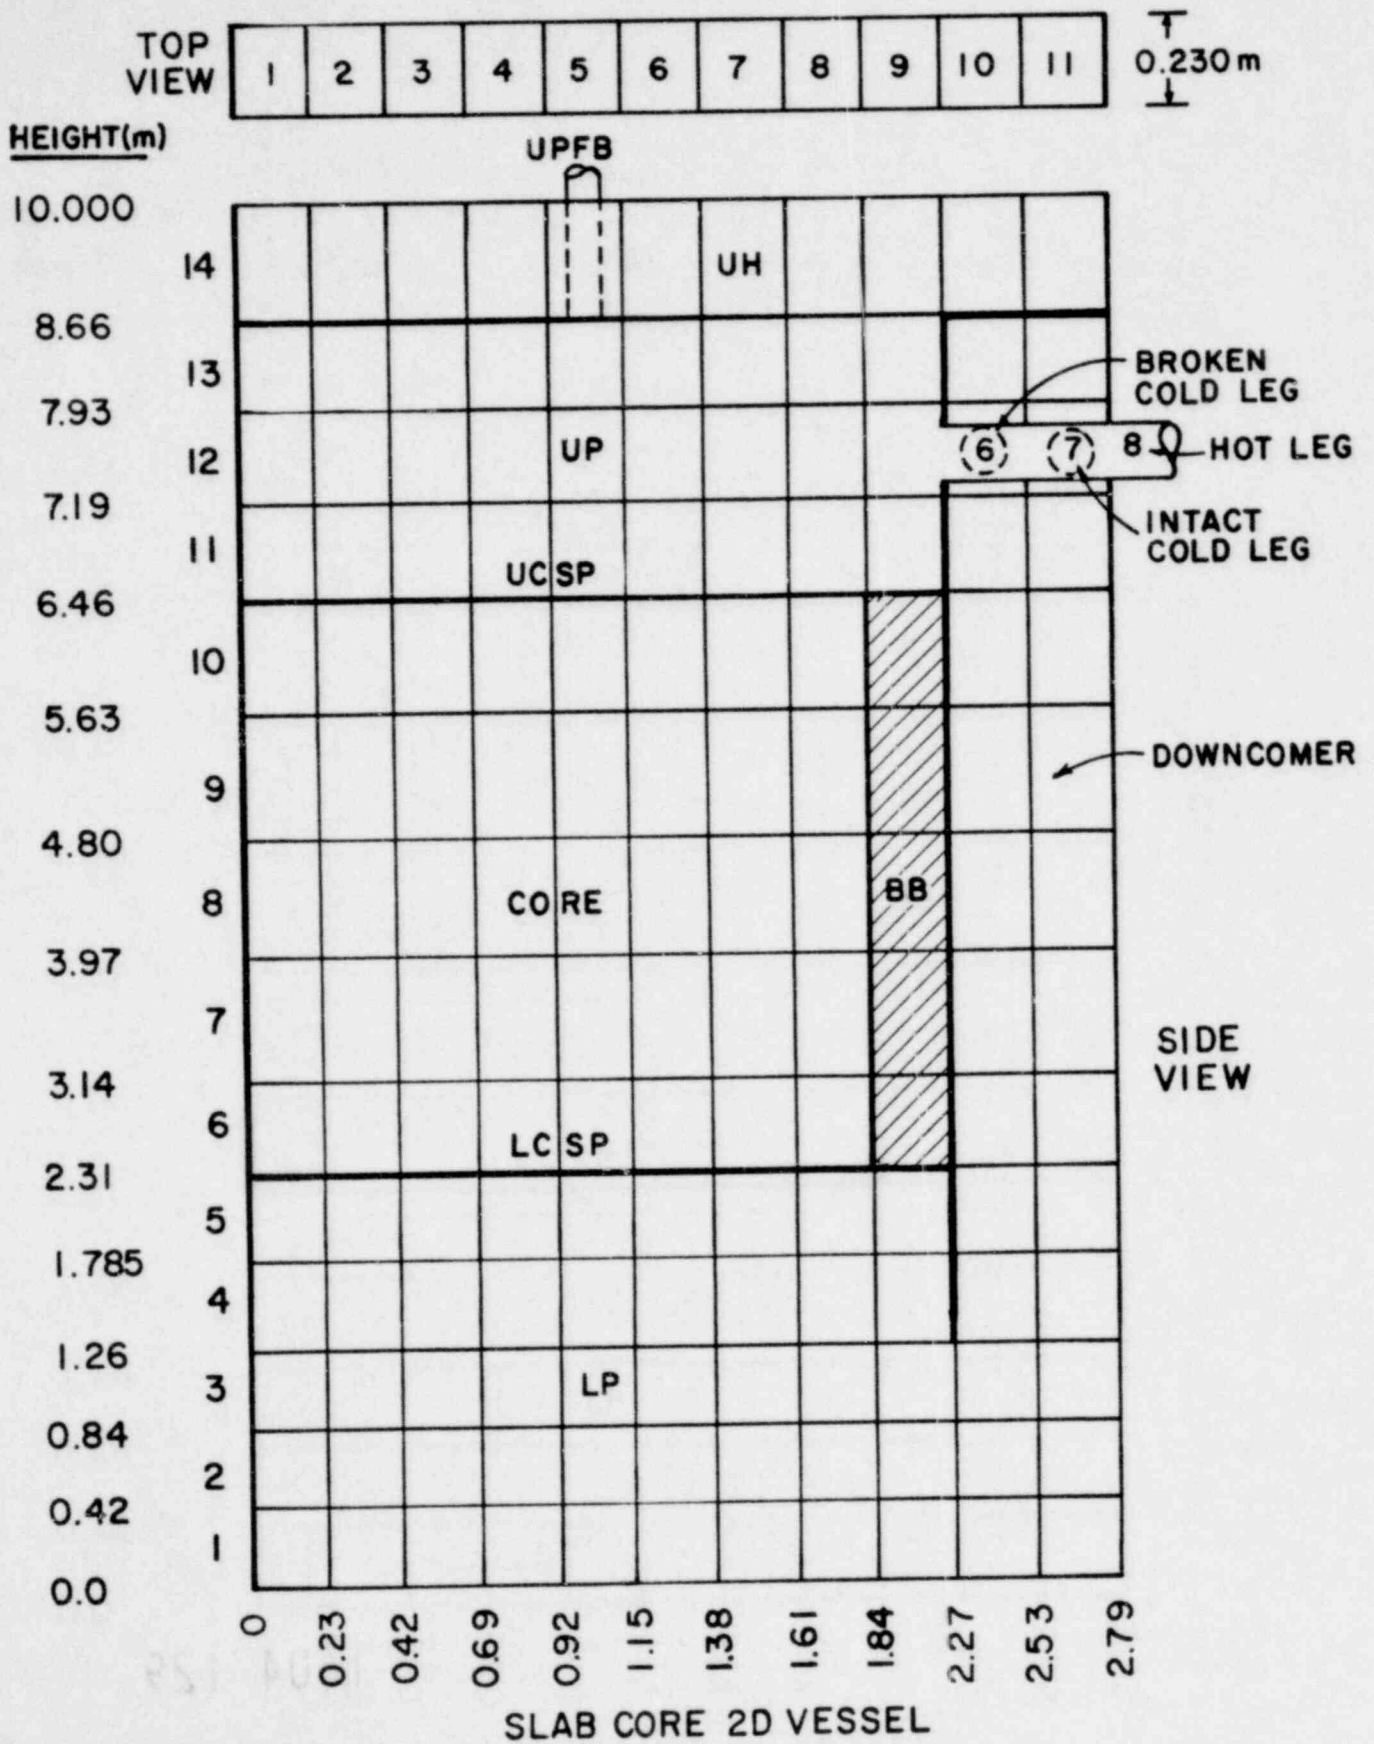 TOP
VIEW
1 2 3 4 5 6 7 8 9 10 11
0.230 m
HEIGHT(m)
UPFB
10.000
14
UH
8.66
13
BROKEN
COLD LEG
7.93
12
UP
6 7 8
HOT LEG
7.19
11
INTACT
COLD LEG
UCSP
6.46
10
5.63
DOWNCOMER
9
4.80
8
CORE
BB
3.97
7
SIDE
VIEW
3.14
6
LCSP
2.31
5
1.785
4
1.26
3
LP
0.84
2
0.42
1
0.0
0 0.23 0.42 0.69 0.92 1.15 1.38 1.61 1.84 2.27 2.53 2.79
SLAB CORE 2D VESSEL